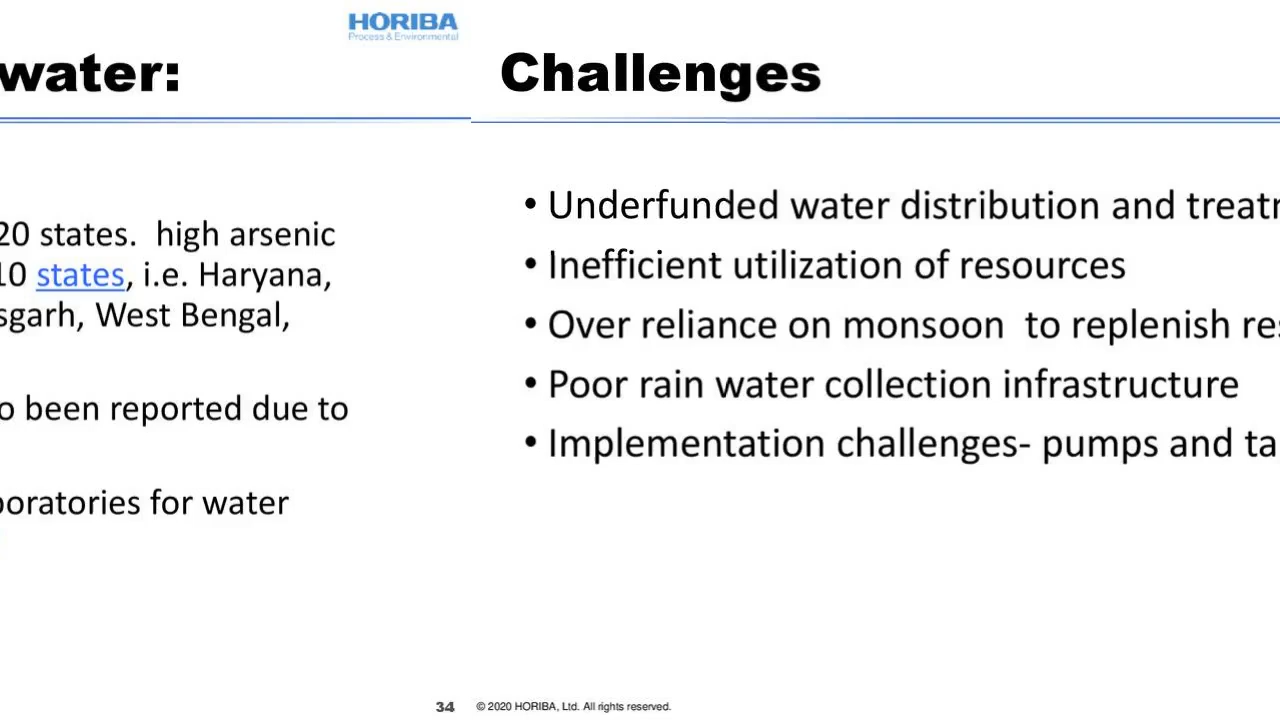 HORIBA
Process & Environmental
water:
20 states.  high arsenic
10 states, i.e. Haryana,
sgarh, West Bengal,
o been reported due to
boratories for water
34
Challenges
• Underfunded water distribution and treat
• Inefficient utilization of resources
• Over reliance on monsoon  to replenish res
• Poor rain water collection infrastructure
• Implementation challenges- pumps and ta
© 2020 HORIBA, Ltd. All rights reserved.